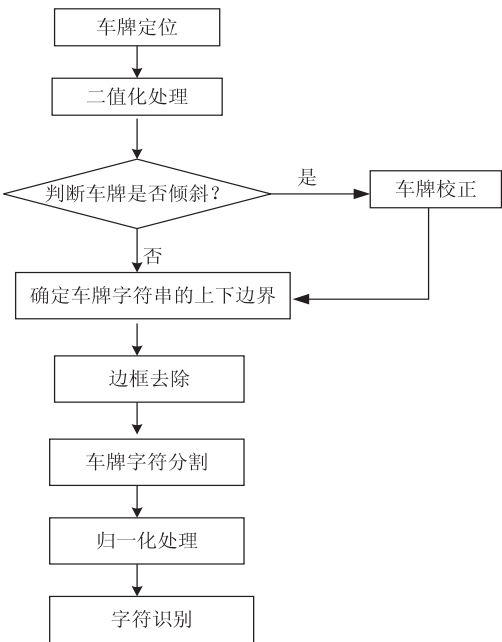 车牌定位
二值化处理
判断车牌是否倾斜？
是
车牌校正
否
确定车牌字符串的上下边界
边框去除
车牌字符分割
归一化处理
字符识别